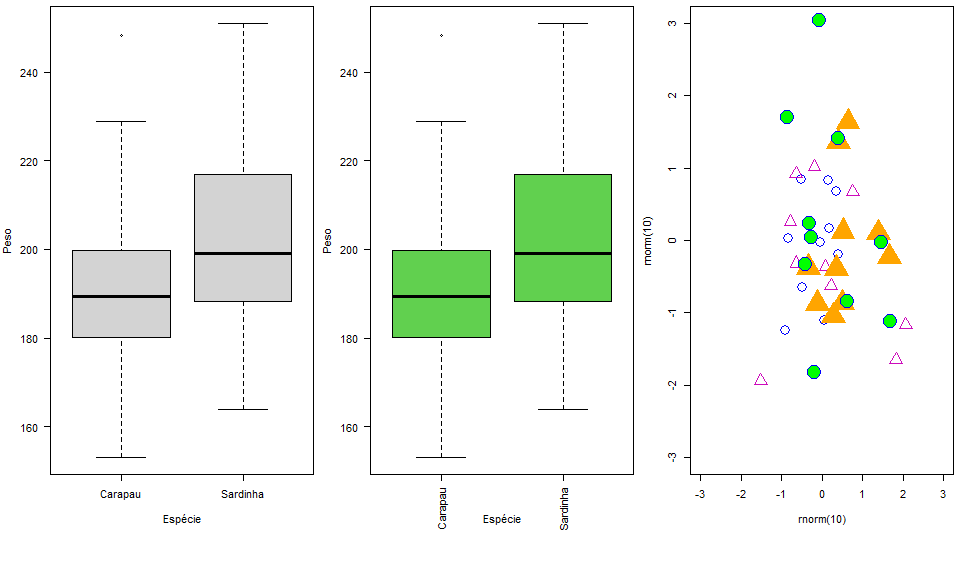 Peso
240
220
200
180
160
Carapau
Sardinha
Espécie
Peso
240
220
200
180
160
Carapau
Sardinha
Espécie
rnorm(10)
3
2
1
0
-1
-2
-3
-3
-2
-1
0
1
2
3
rnorm(10)